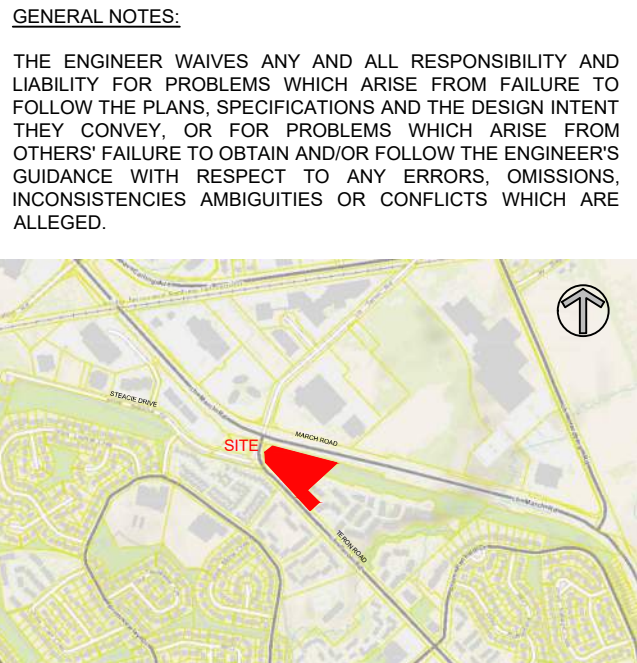 GENERAL NOTES:
THE ENGINEER WAIVES ANY AND ALL RESPONSIBILITY AND
LIABILITY FOR PROBLEMS WHICH ARISE FROM FAILURE TO
FOLLOW THE PLANS, SPECIFICATIONS AND THE DESIGN INTENT
THEY CONVEY, OR FOR PROBLEMS WHICH ARISE FROM
OTHERS' FAILURE TO OBTAIN AND/OR FOLLOW THE ENGINEER'S
GUIDANCE WITH RESPECT TO ANY ERRORS, OMISSIONS,
INCONSISTENCIES AMBIGUITIES OR CONFLICTS WHICH ARE
ALLEGED.
STEACIE DRIVE
MARCH ROAD
SITE
TERON ROAD